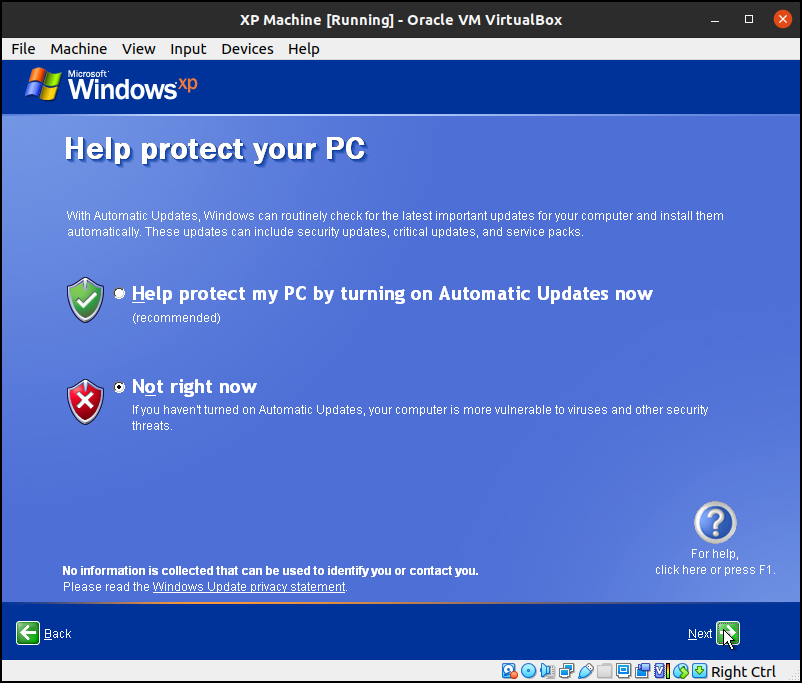 XP Machine [Running] - Oracle VM VirtualBox
File Machine View Input Devices Help
Microsoft
Windows xp
Help protect your PC
With Automatic Updates, Windows can routinely check for the latest important updates for your computer and install them
automatically. These updates can include security updates, critical updates, and service packs.
Help protect my PC by turning on Automatic Updates now
(recommended)
Not right now
If you haven't turned on Automatic Updates, your computer is more vulnerable to viruses and other security
threats.
For help,
click here or press F1.
No information is collected that can be used to identify you or contact you.
Please read the Windows Update privacy statement.
Back
Next
Right Ctrl